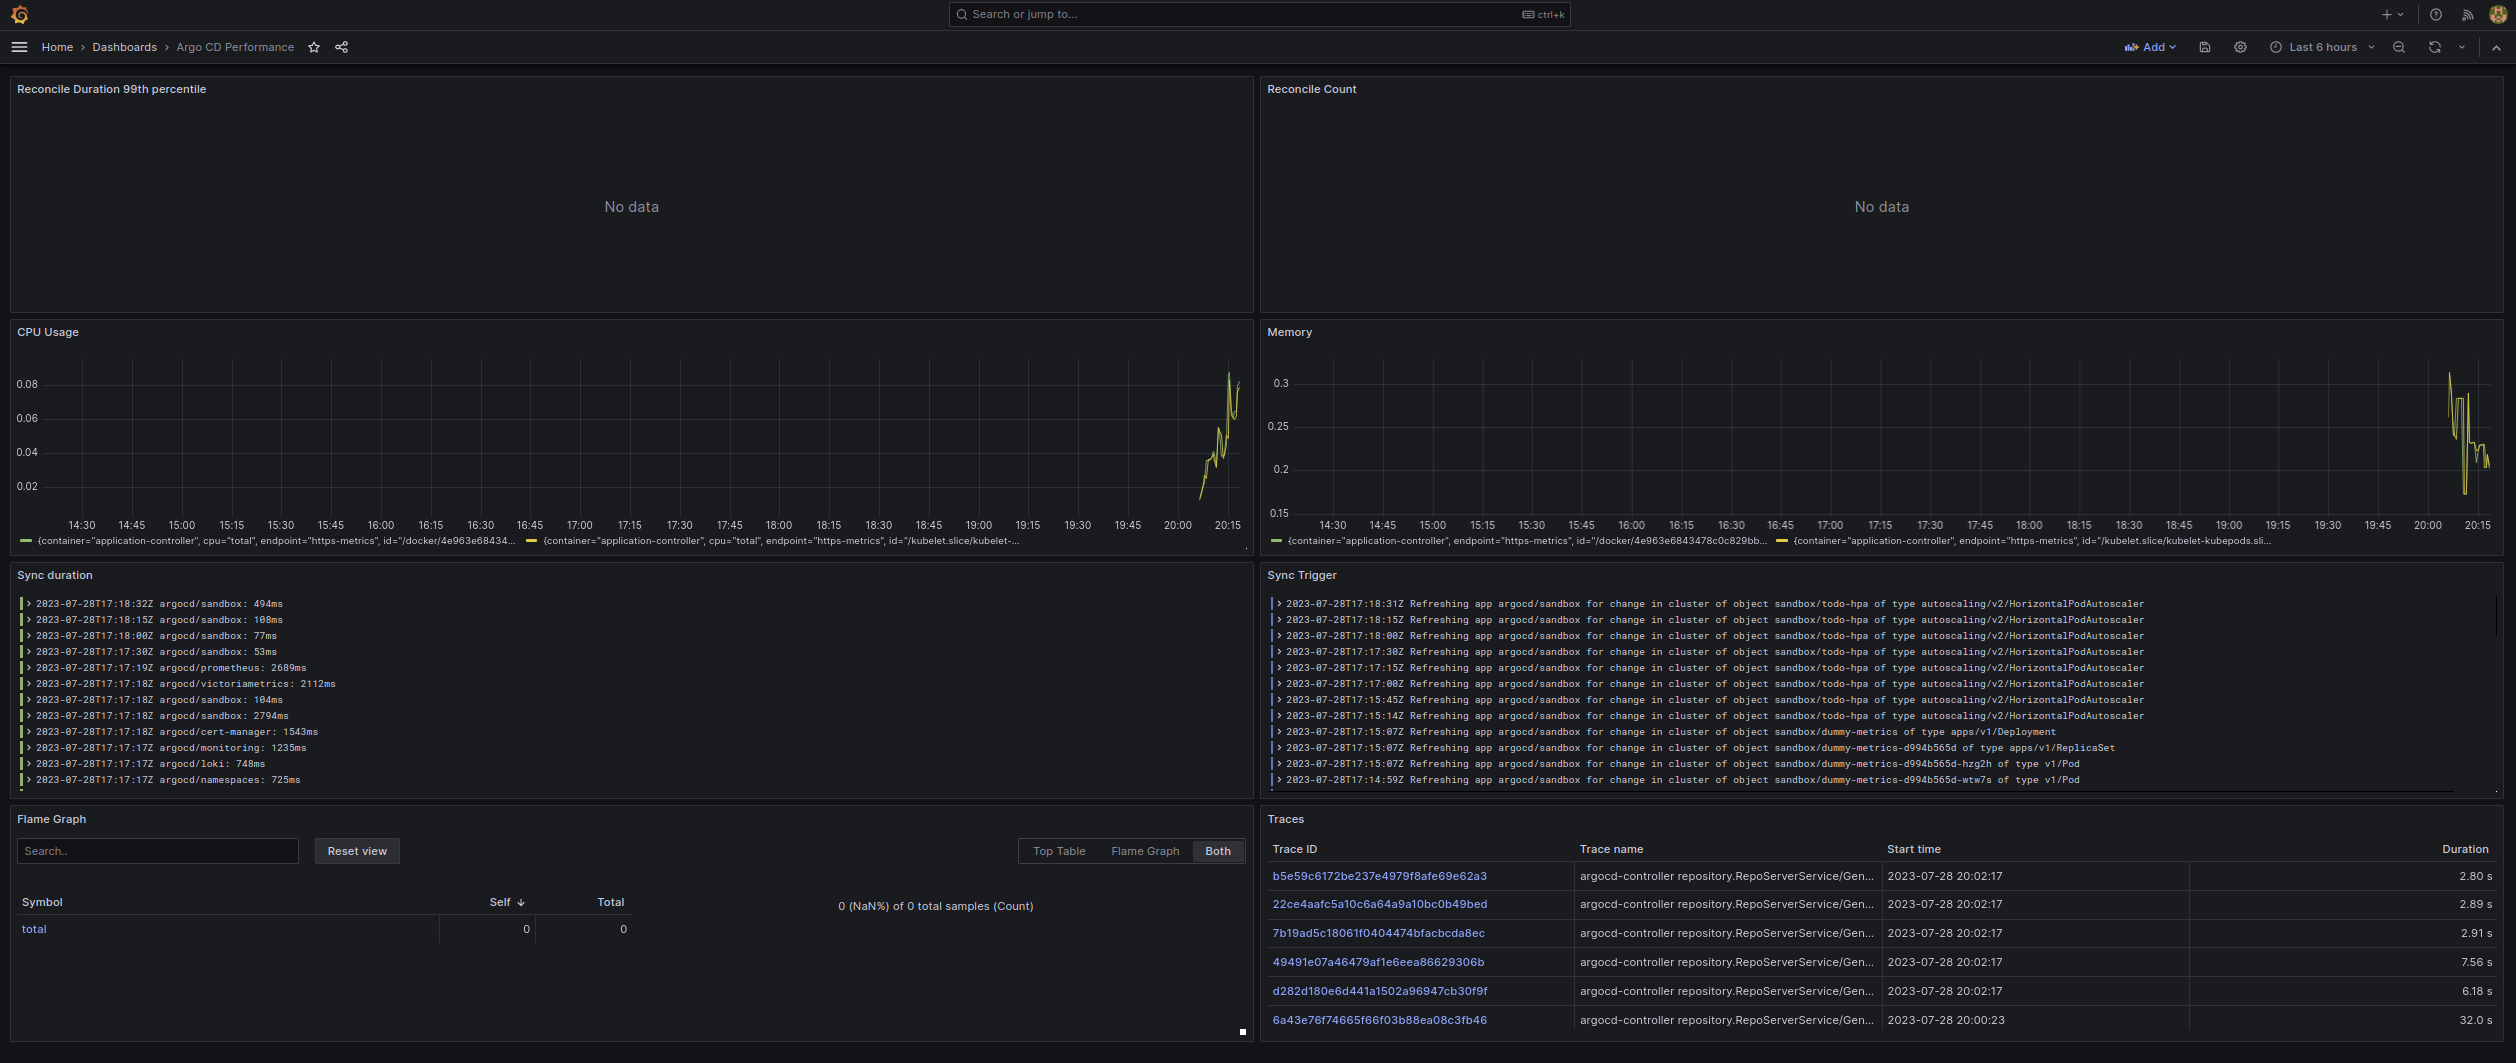 Search or jump to... ctrl+k
Home › Dashboards › Argo CD Performance
Add Last 6 hours
Reconcile Duration 99th percentile
No data
Reconcile Count
No data
CPU Usage
0.08
0.06
0.04
0.02
14:30 14:45 15:00 15:15 15:30 15:45 16:00 16:15 16:30 16:45 17:00 17:15 17:30 17:45 18:00 18:15 18:30 18:45 19:00 19:15 19:30 19:45 20:00 20:15
{container="application-controller", cpu="total", endpoint="https-metrics", id="/docker/4e963e68434... {container="application-controller", cpu="total", endpoint="https-metrics", id="/kubelet.slice/kubelet-...
Memory
0.3
0.25
0.2
0.15
14:30 14:45 15:00 15:15 15:30 15:45 16:00 16:15 16:30 16:45 17:00 17:15 17:30 17:45 18:00 18:15 18:30 18:45 19:00 19:15 19:30 19:45 20:00 20:15
{container="application-controller", endpoint="https-metrics", id="/docker/4e963e6843478c0c829bb... {container="application-controller", endpoint="https-metrics", id="/kubelet.slice/kubelet-kubepods.sli...
Sync duration
2023-07-28T17:18:32Z argocd/sandbox: 494ms
2023-07-28T17:18:15Z argocd/sandbox: 108ms
2023-07-28T17:18:00Z argocd/sandbox: 77ms
2023-07-28T17:17:30Z argocd/sandbox: 53ms
2023-07-28T17:17:19Z argocd/prometheus: 2689ms
2023-07-28T17:17:18Z argocd/victoriametrics: 2112ms
2023-07-28T17:17:18Z argocd/sandbox: 104ms
2023-07-28T17:17:18Z argocd/sandbox: 2794ms
2023-07-28T17:17:18Z argocd/cert-manager: 1543ms
2023-07-28T17:17:17Z argocd/monitoring: 1235ms
2023-07-28T17:17:17Z argocd/loki: 748ms
2023-07-28T17:17:17Z argocd/namespaces: 725ms
Sync Trigger
2023-07-28T17:18:31Z Refreshing app argocd/sandbox for change in cluster of object sandbox/todo-hpa of type autoscaling/v2/HorizontalPodAutoscaler
2023-07-28T17:18:15Z Refreshing app argocd/sandbox for change in cluster of object sandbox/todo-hpa of type autoscaling/v2/HorizontalPodAutoscaler
2023-07-28T17:18:00Z Refreshing app argocd/sandbox for change in cluster of object sandbox/todo-hpa of type autoscaling/v2/HorizontalPodAutoscaler
2023-07-28T17:17:30Z Refreshing app argocd/sandbox for change in cluster of object sandbox/todo-hpa of type autoscaling/v2/HorizontalPodAutoscaler
2023-07-28T17:17:15Z Refreshing app argocd/sandbox for change in cluster of object sandbox/todo-hpa of type autoscaling/v2/HorizontalPodAutoscaler
2023-07-28T17:17:00Z Refreshing app argocd/sandbox for change in cluster of object sandbox/todo-hpa of type autoscaling/v2/HorizontalPodAutoscaler
2023-07-28T17:15:45Z Refreshing app argocd/sandbox for change in cluster of object sandbox/todo-hpa of type autoscaling/v2/HorizontalPodAutoscaler
2023-07-28T17:15:14Z Refreshing app argocd/sandbox for change in cluster of object sandbox/todo-hpa of type autoscaling/v2/HorizontalPodAutoscaler
2023-07-28T17:15:07Z Refreshing app argocd/sandbox for change in cluster of object sandbox/dummy-metrics of type apps/v1/Deployment
2023-07-28T17:15:07Z Refreshing app argocd/sandbox for change in cluster of object sandbox/dummy-metrics-d994b565d of type apps/v1/ReplicaSet
2023-07-28T17:15:07Z Refreshing app argocd/sandbox for change in cluster of object sandbox/dummy-metrics-d994b565d-hzg2h of type v1/Pod
2023-07-28T17:14:59Z Refreshing app argocd/sandbox for change in cluster of object sandbox/dummy-metrics-d994b565d-wtw7s of type v1/Pod
Flame Graph
Search.. Reset view Top Table Flame Graph Both
Symbol Self Total
total 0 0
0 (NaN%) of 0 total samples (Count)
Traces
Trace ID Trace name Start time Duration
b5e59c6172be237e4979f8afe69e62a3 argocd-controller repository.RepoServerService/Gen... 2023-07-28 20:02:17 2.80 s
22ce4aafc5a10c6a64a9a10bc0b49bed argocd-controller repository.RepoServerService/Gen... 2023-07-28 20:02:17 2.89 s
7b19ad5c18061f0404474bfacbcda8ec argocd-controller repository.RepoServerService/Gen... 2023-07-28 20:02:17 2.91 s
49491e07a46479af1e6eea86629306b argocd-controller repository.RepoServerService/Gen... 2023-07-28 20:02:17 7.56 s
d282d180e6d441a1502a96947cb30f9f argocd-controller repository.RepoServerService/Gen... 2023-07-28 20:02:17 6.18 s
6a43e76f74665f66f03b88ea08c3fb46 argocd-controller repository.RepoServerService/Gen... 2023-07-28 20:00:23 32.0 s